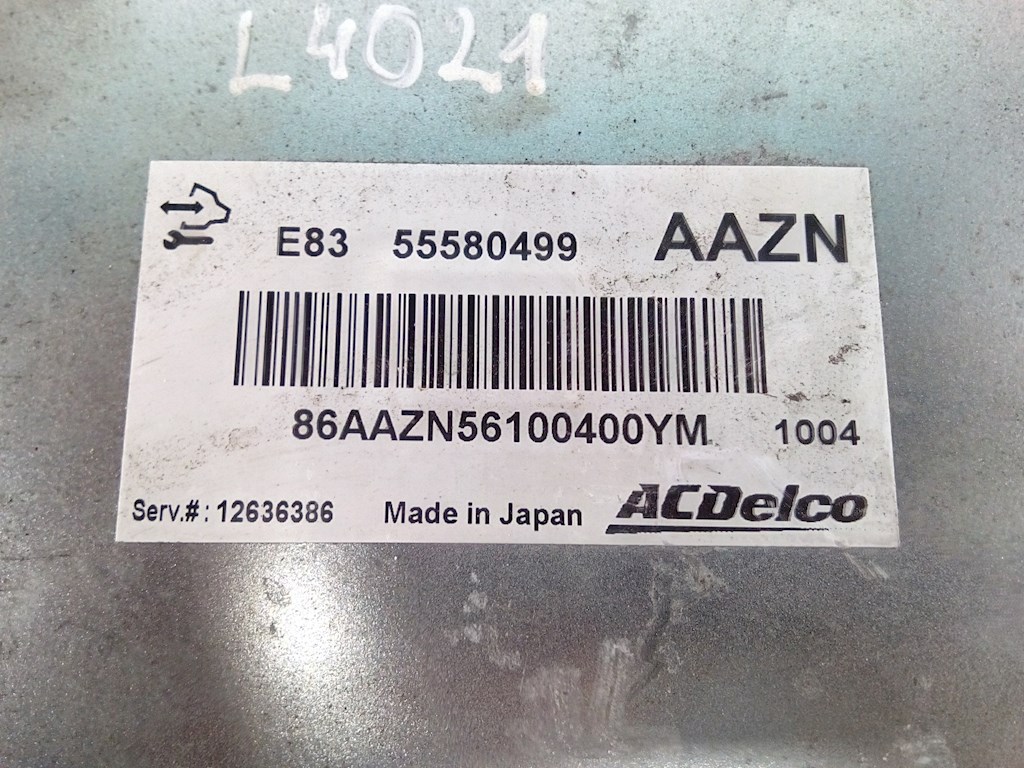 L4021
E83 55580499 AAZN
86AAZN56100400YM 1004
Serv.#: 12636386 Made in Japan ACDelco